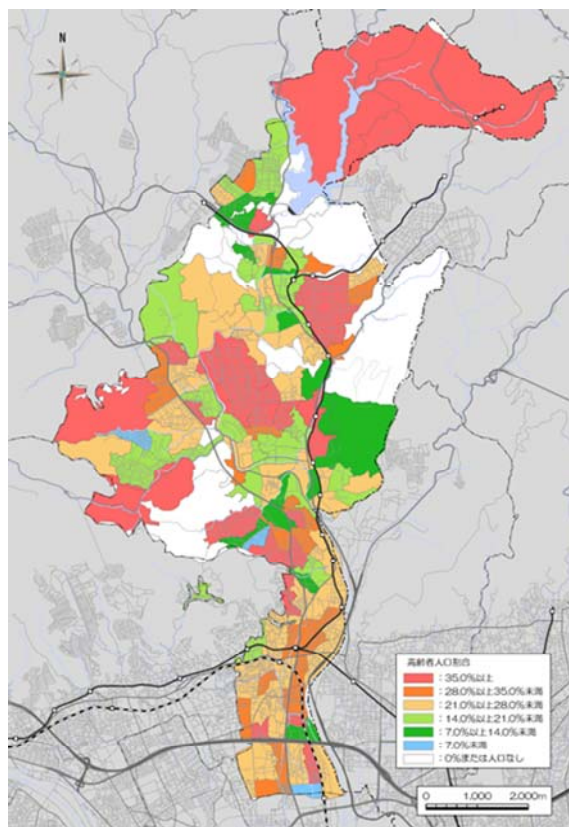 N
高齢者人口割合
：35.0%以上
：28.0%以上35.0%未満
：21.0%以上28.0%未満
：14.0%以上21.0%未満
：7.0%以上14.0%未満
：7.0%未満
：0%または人口なし
0 1,000 2,000m